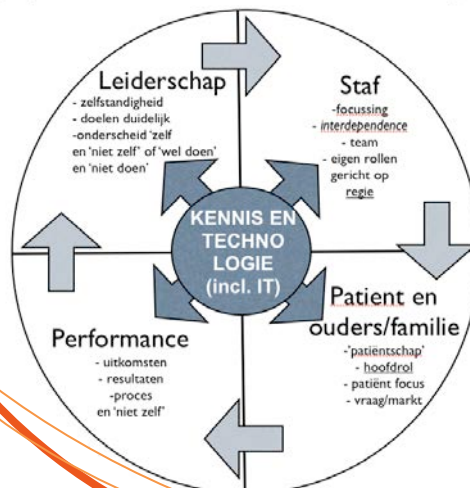 Leiderschap
- zelfstandigheid
- doelen duidelijk
-onderscheid 'zelf
en 'niet zelf' of 'wel doen'
en 'niet doen'
Staf
-focussing
- interdependence
- team
- eigen rollen
gericht op
regie
KENNIS EN
TECHNO
LOGIE
(incl. IT)
Performance
- uitkomsten
- resultaten
-proces
en 'niet zelf'
Patient en
ouders/familie
-'patiëntschap'
- hoofdrol
- patiënt focus
- vraag/markt